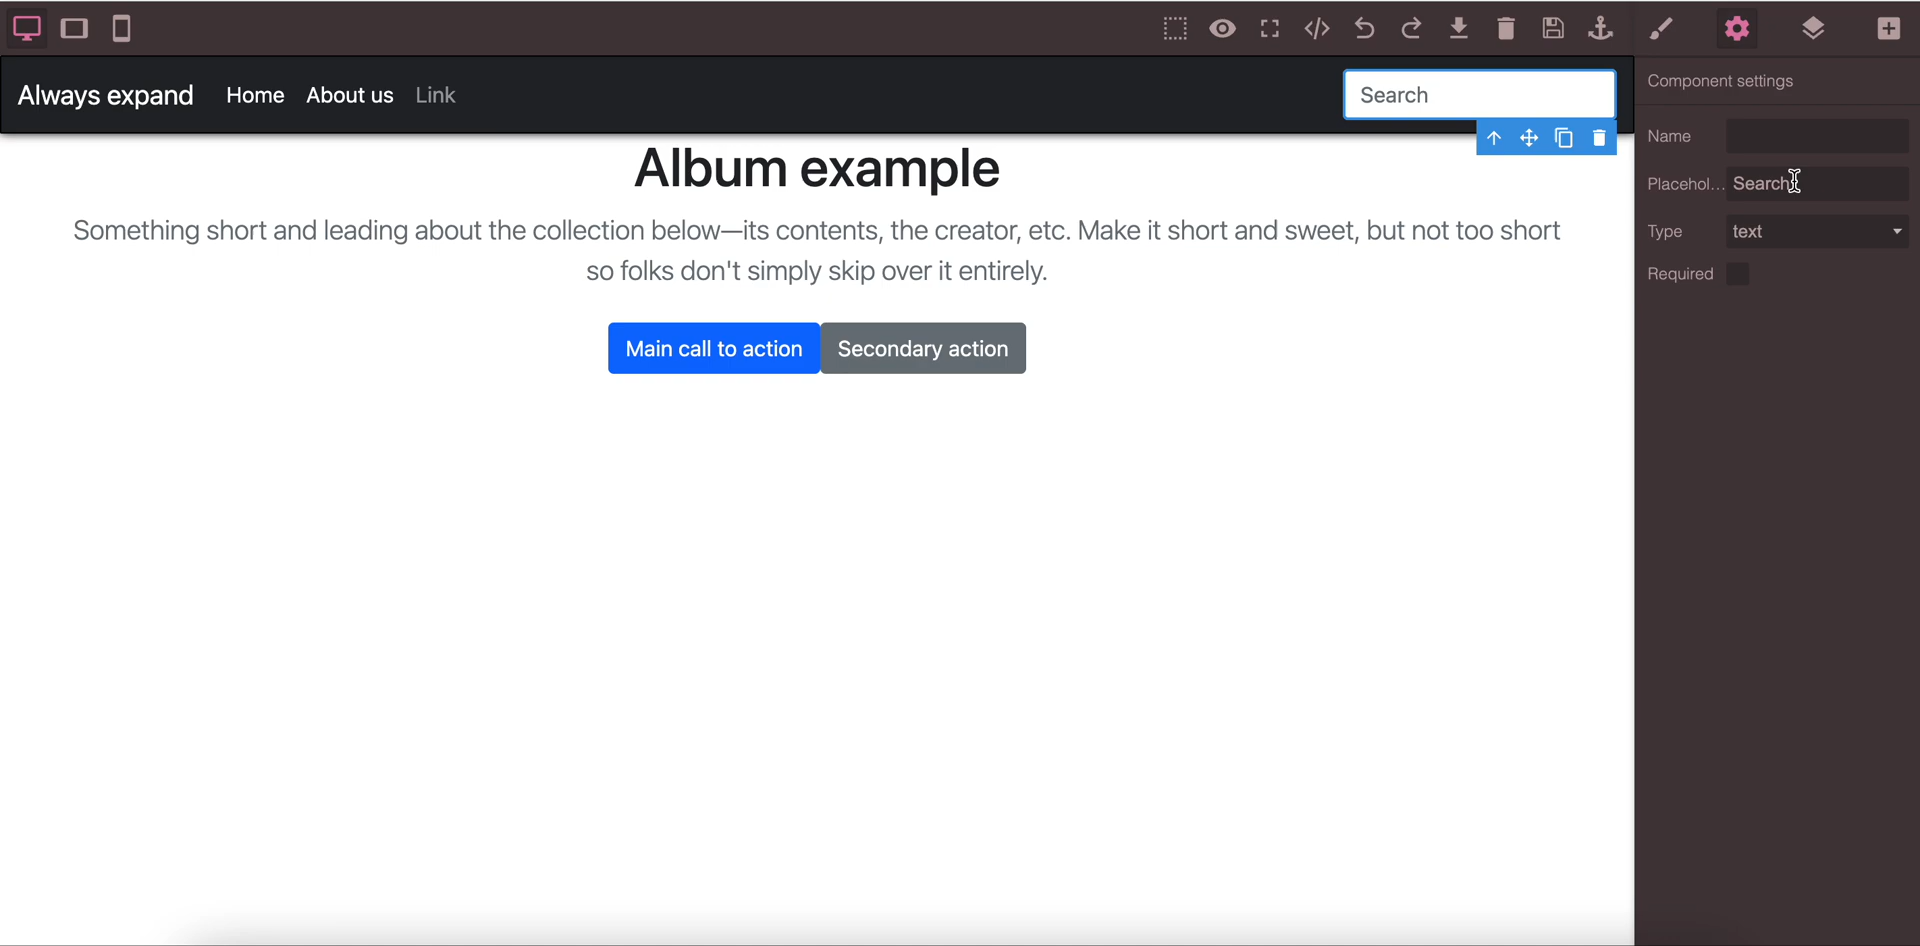 Always expand Home About us Link Search
Album example
Something short and leading about the collection below—its contents, the creator, etc. Make it short and sweet, but not too short
so folks don't simply skip over it entirely.
Main call to action Secondary action
Component settings
Name
Placehol... Search
Type text
Required